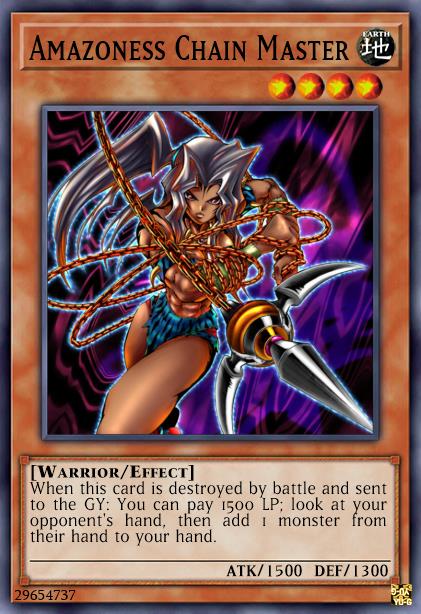 AMAZONESS CHAIN MASTER
EARTH
地
[WARRIOR/EFFECT]
When this card is destroyed by battle and sent
to the GY: You can pay 1500 LP; look at your
opponent's hand, then add 1 monster from
their hand to your hand.
ATK/1500 DEF/1300
29654737